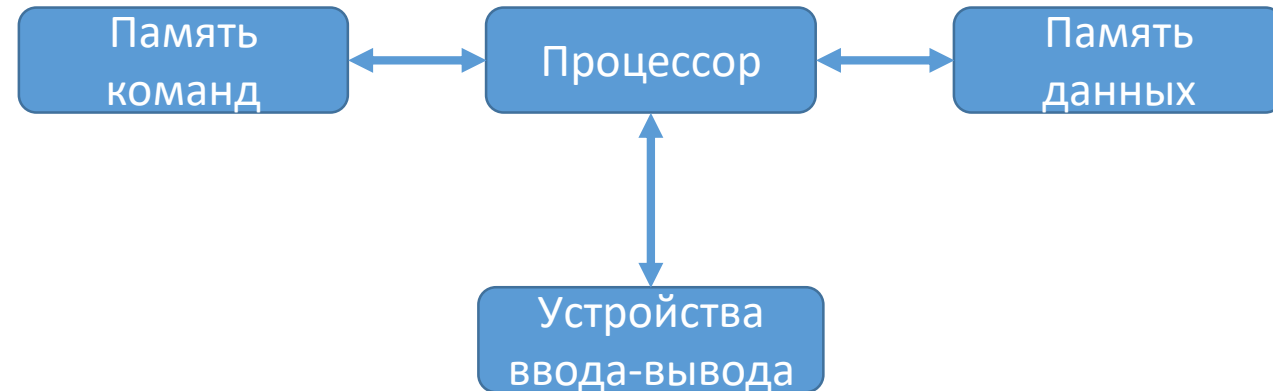 Память
команд
Процессор
Память
данных
Устройства
ввода-вывода